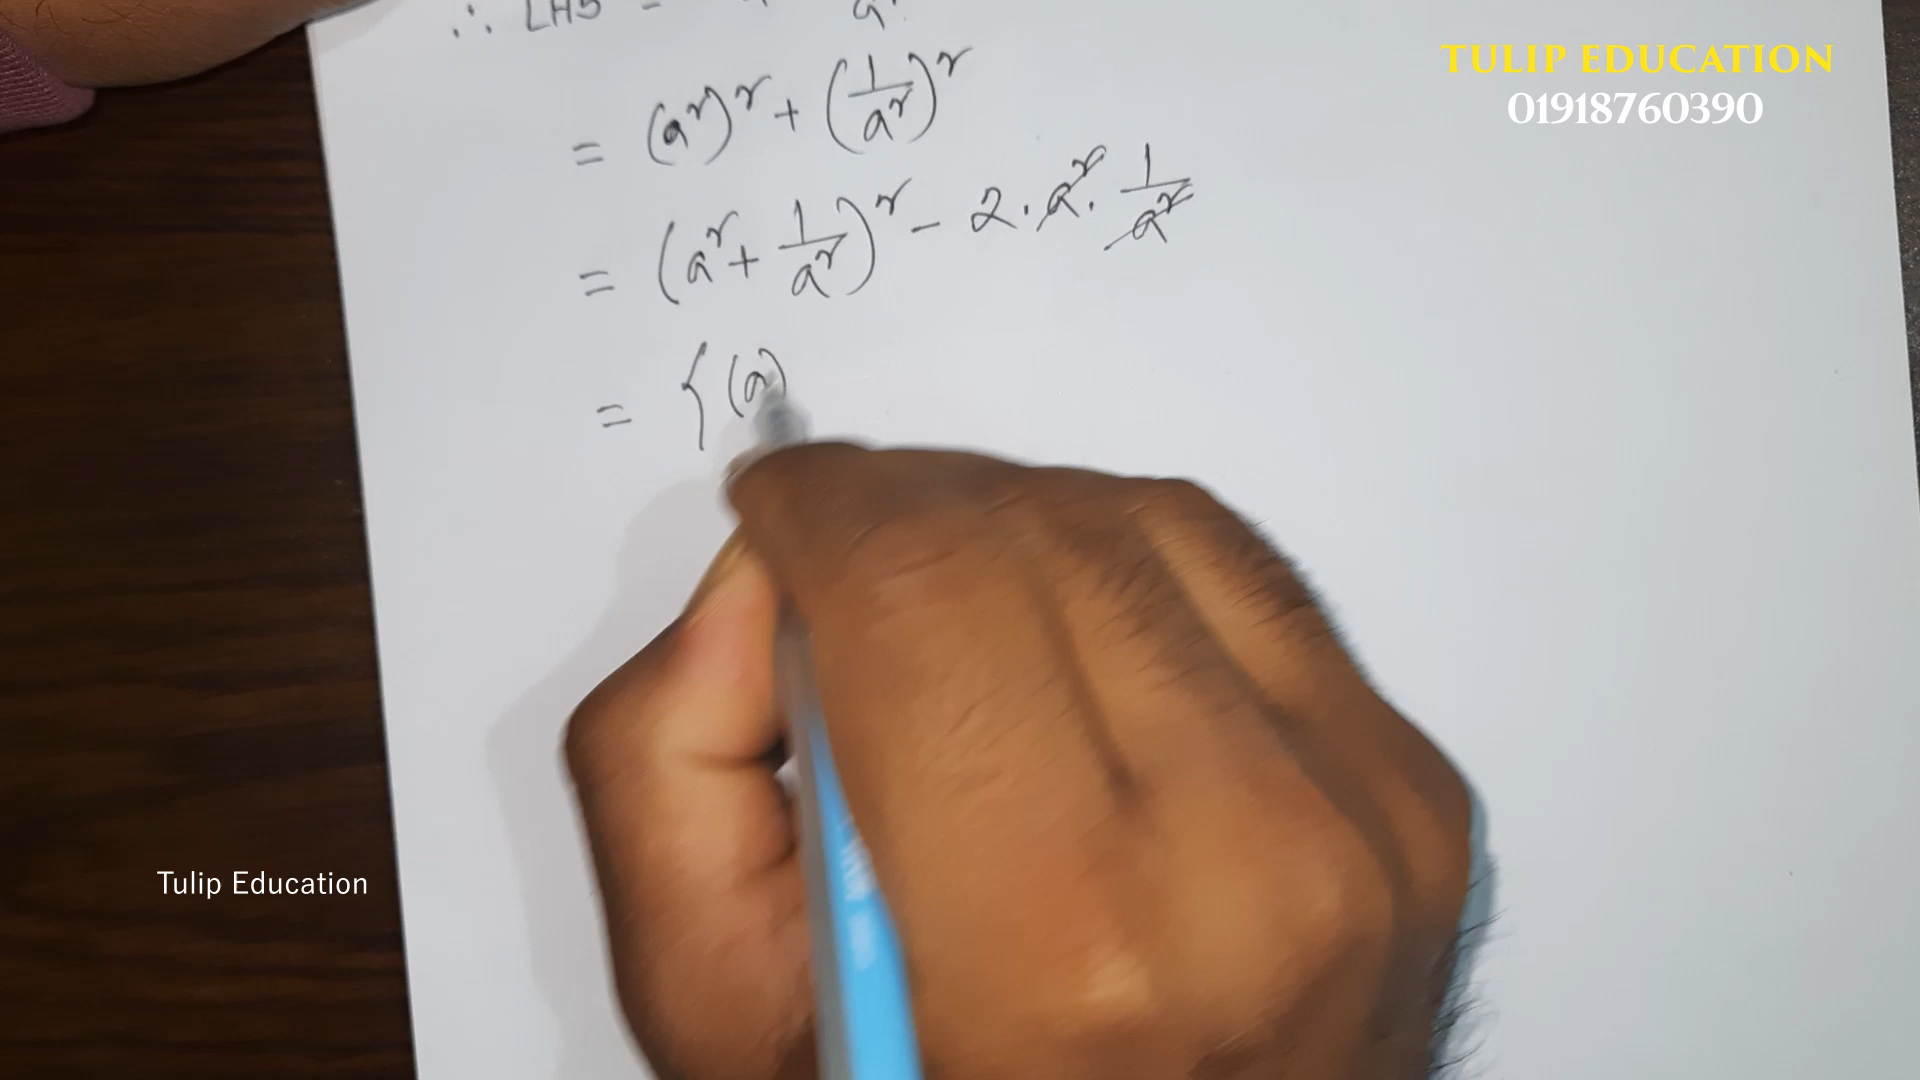 ∴ LHS =
= (a²)² + (1/a²)²
= (a² + 1/a²)² - 2 · a² · 1/a²
= { (a)
TULIP EDUCATION
01918760390
Tulip Education